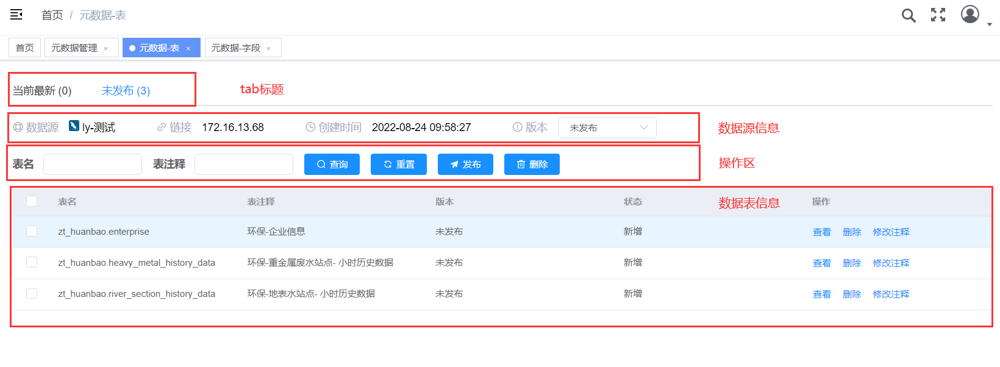 首页 / 元数据-表
首页 元数据管理 × 元数据-表 × 元数据-字段 ×
当前最新 (0) 未发布 (3) tab标题
数据源 ly-测试 链接 172.16.13.68 创建时间 2022-08-24 09:58:27 版本 未发布 数据源信息
表名 表注释 查询 重置 发布 删除 操作区
表名 表注释 版本 状态 数据表信息 操作
zt_huanbao.enterprise 环保-企业信息 未发布 新增 查看 删除 修改注释
zt_huanbao.heavy_metal_history_data 环保-重金属废水站点- 小时历史数据 未发布 新增 查看 删除 修改注释
zt_huanbao.river_section_history_data 环保-地表水站点- 小时历史数据 未发布 新增 查看 删除 修改注释